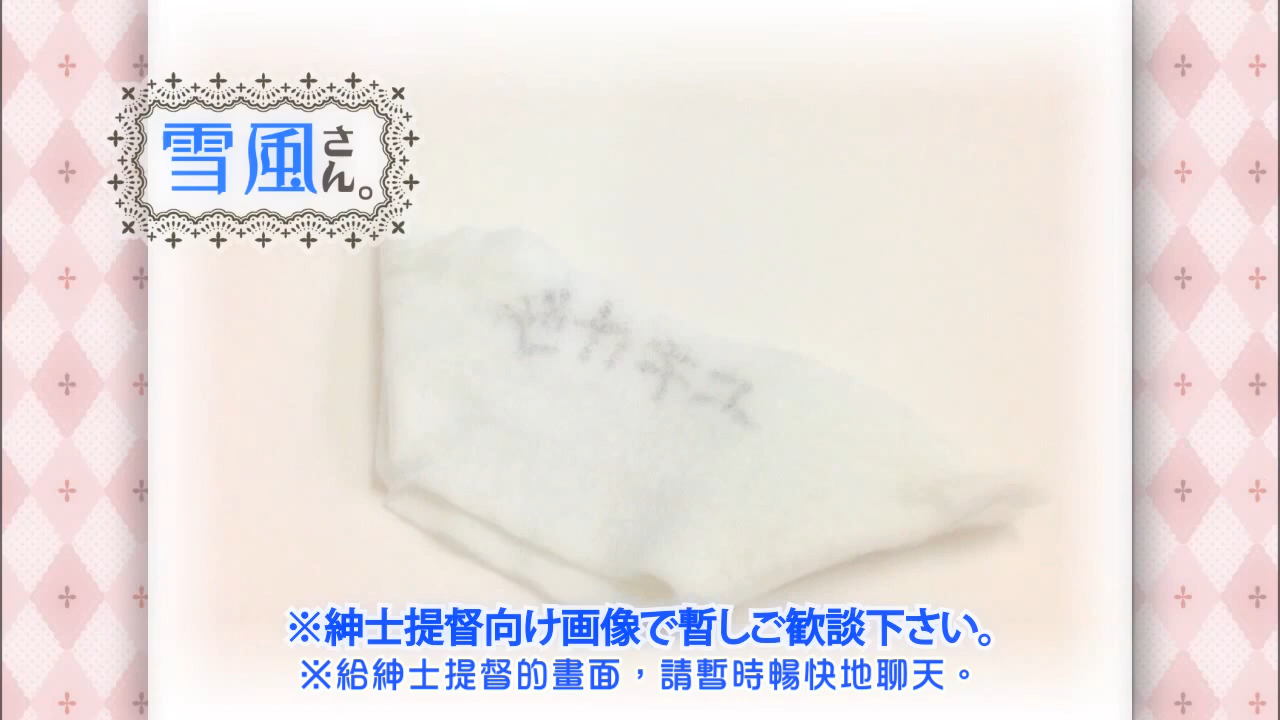 雪風さん。
ピカチュ
※紳士提督向け画像で暫しご歓談下さい。
※給紳士提督的畫面，請暫時暢快地聊天。